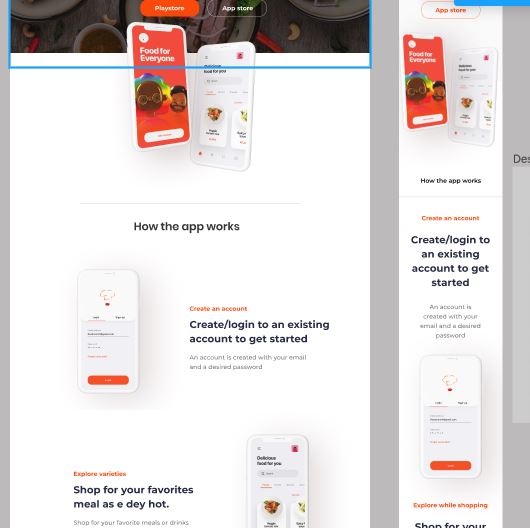 Playstore
App store
Food for
Everyone
Delicious
food for you
How the app works
Create an account
Create/login to an existing
account to get started
An account is created with your email
and a desired password
Explore varieties
Shop for your favorites
meal as e dey hot.
Shop for your favorite meals or drinks
Delicious
food for you
App store
Food for
Everyone
Delicious
food for you
How the app works
Create an account
Create/login to
an existing
account to get
started
An account is
created with your
email and a desired
password
Explore while shopping
Shop for your
Des